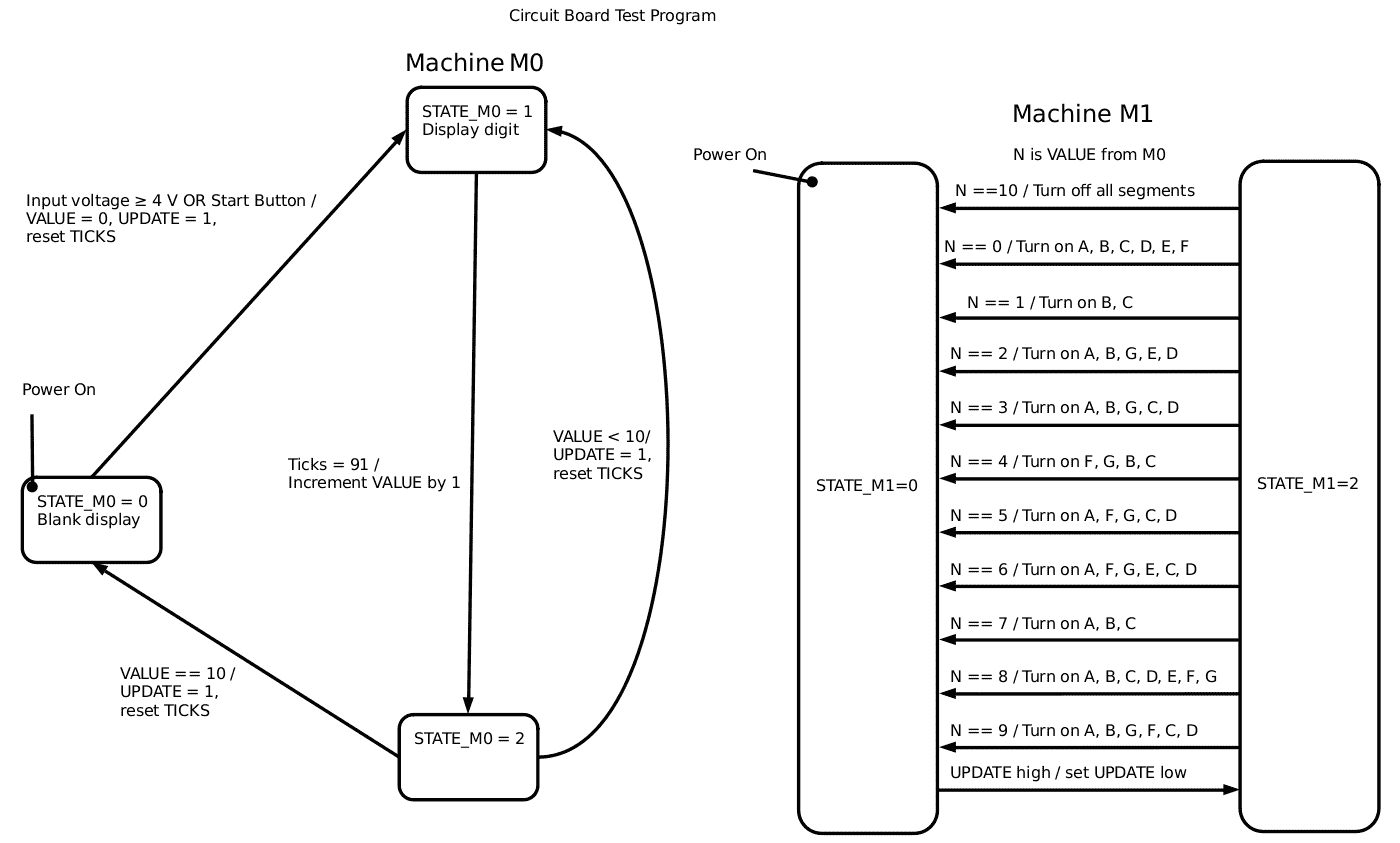 Circuit Board Test Program
Machine M0
STATE_M0 = 1
Display digit
Input voltage ≥ 4 V OR Start Button /
VALUE = 0, UPDATE = 1,
reset TICKS
Power On
STATE_M0 = 0
Blank display
Ticks = 91 /
Increment VALUE by 1
VALUE < 10/
UPDATE = 1,
reset TICKS
VALUE == 10 /
UPDATE = 1,
reset TICKS
STATE_M0 = 2
Machine M1
N is VALUE from M0
Power On
STATE_M1=0
N ==10 / Turn off all segments
N == 0 / Turn on A, B, C, D, E, F
N == 1 / Turn on B, C
N == 2 / Turn on A, B, G, E, D
N == 3 / Turn on A, B, G, C, D
N == 4 / Turn on F, G, B, C
N == 5 / Turn on A, F, G, C, D
N == 6 / Turn on A, F, G, E, C, D
N == 7 / Turn on A, B, C
N == 8 / Turn on A, B, C, D, E, F, G
N == 9 / Turn on A, B, G, F, C, D
UPDATE high / set UPDATE low
STATE_M1=2